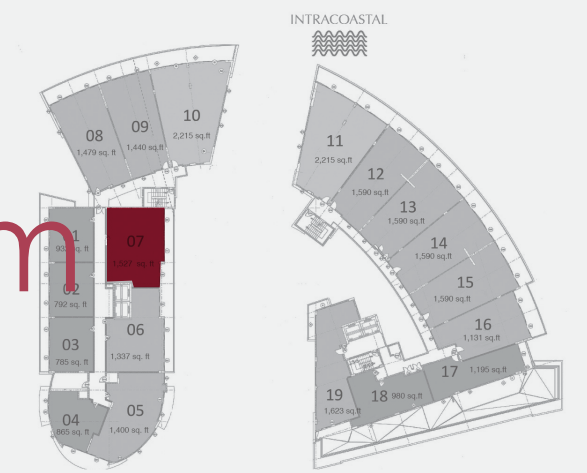 INTRACOASTAL
10
2,215 sq.ft
09
1,440 sq. ft
08
1,479 sq. ft
11
2,215 sq.ft
12
1,590 sq.ft
13
1,590 sq.ft
14
1,590 sq.ft
15
1,590 sq.ft
16
1,131 sq.ft
17
1,195 sq.ft
18
980 sq.ft
19
1,623 sq.ft
m
07
1,527 sq. ft
02
792 sq. ft
03
785 sq. ft
06
1,337 sq.ft
04
865 sq. ft
05
1,400 sq. ft